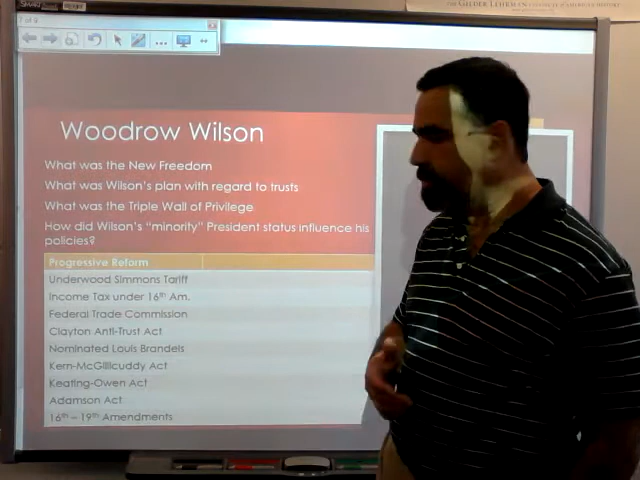 SMART
Woodrow Wilson
What was the New Freedom
What was Wilson's plan with regard to trusts
What was the Triple Wall of Privilege
How did Wilson's "minority" President status influence his
policies?
Progressive Reform
Underwood Simmons Tariff
Income Tax under 16th Am.
Federal Trade Commission
Clayton Anti-Trust Act
Nominated Louis Brandeis
Kern-McGillicuddy Act
Keating-Owen Act
Adamson Act
16th – 19th Amendments